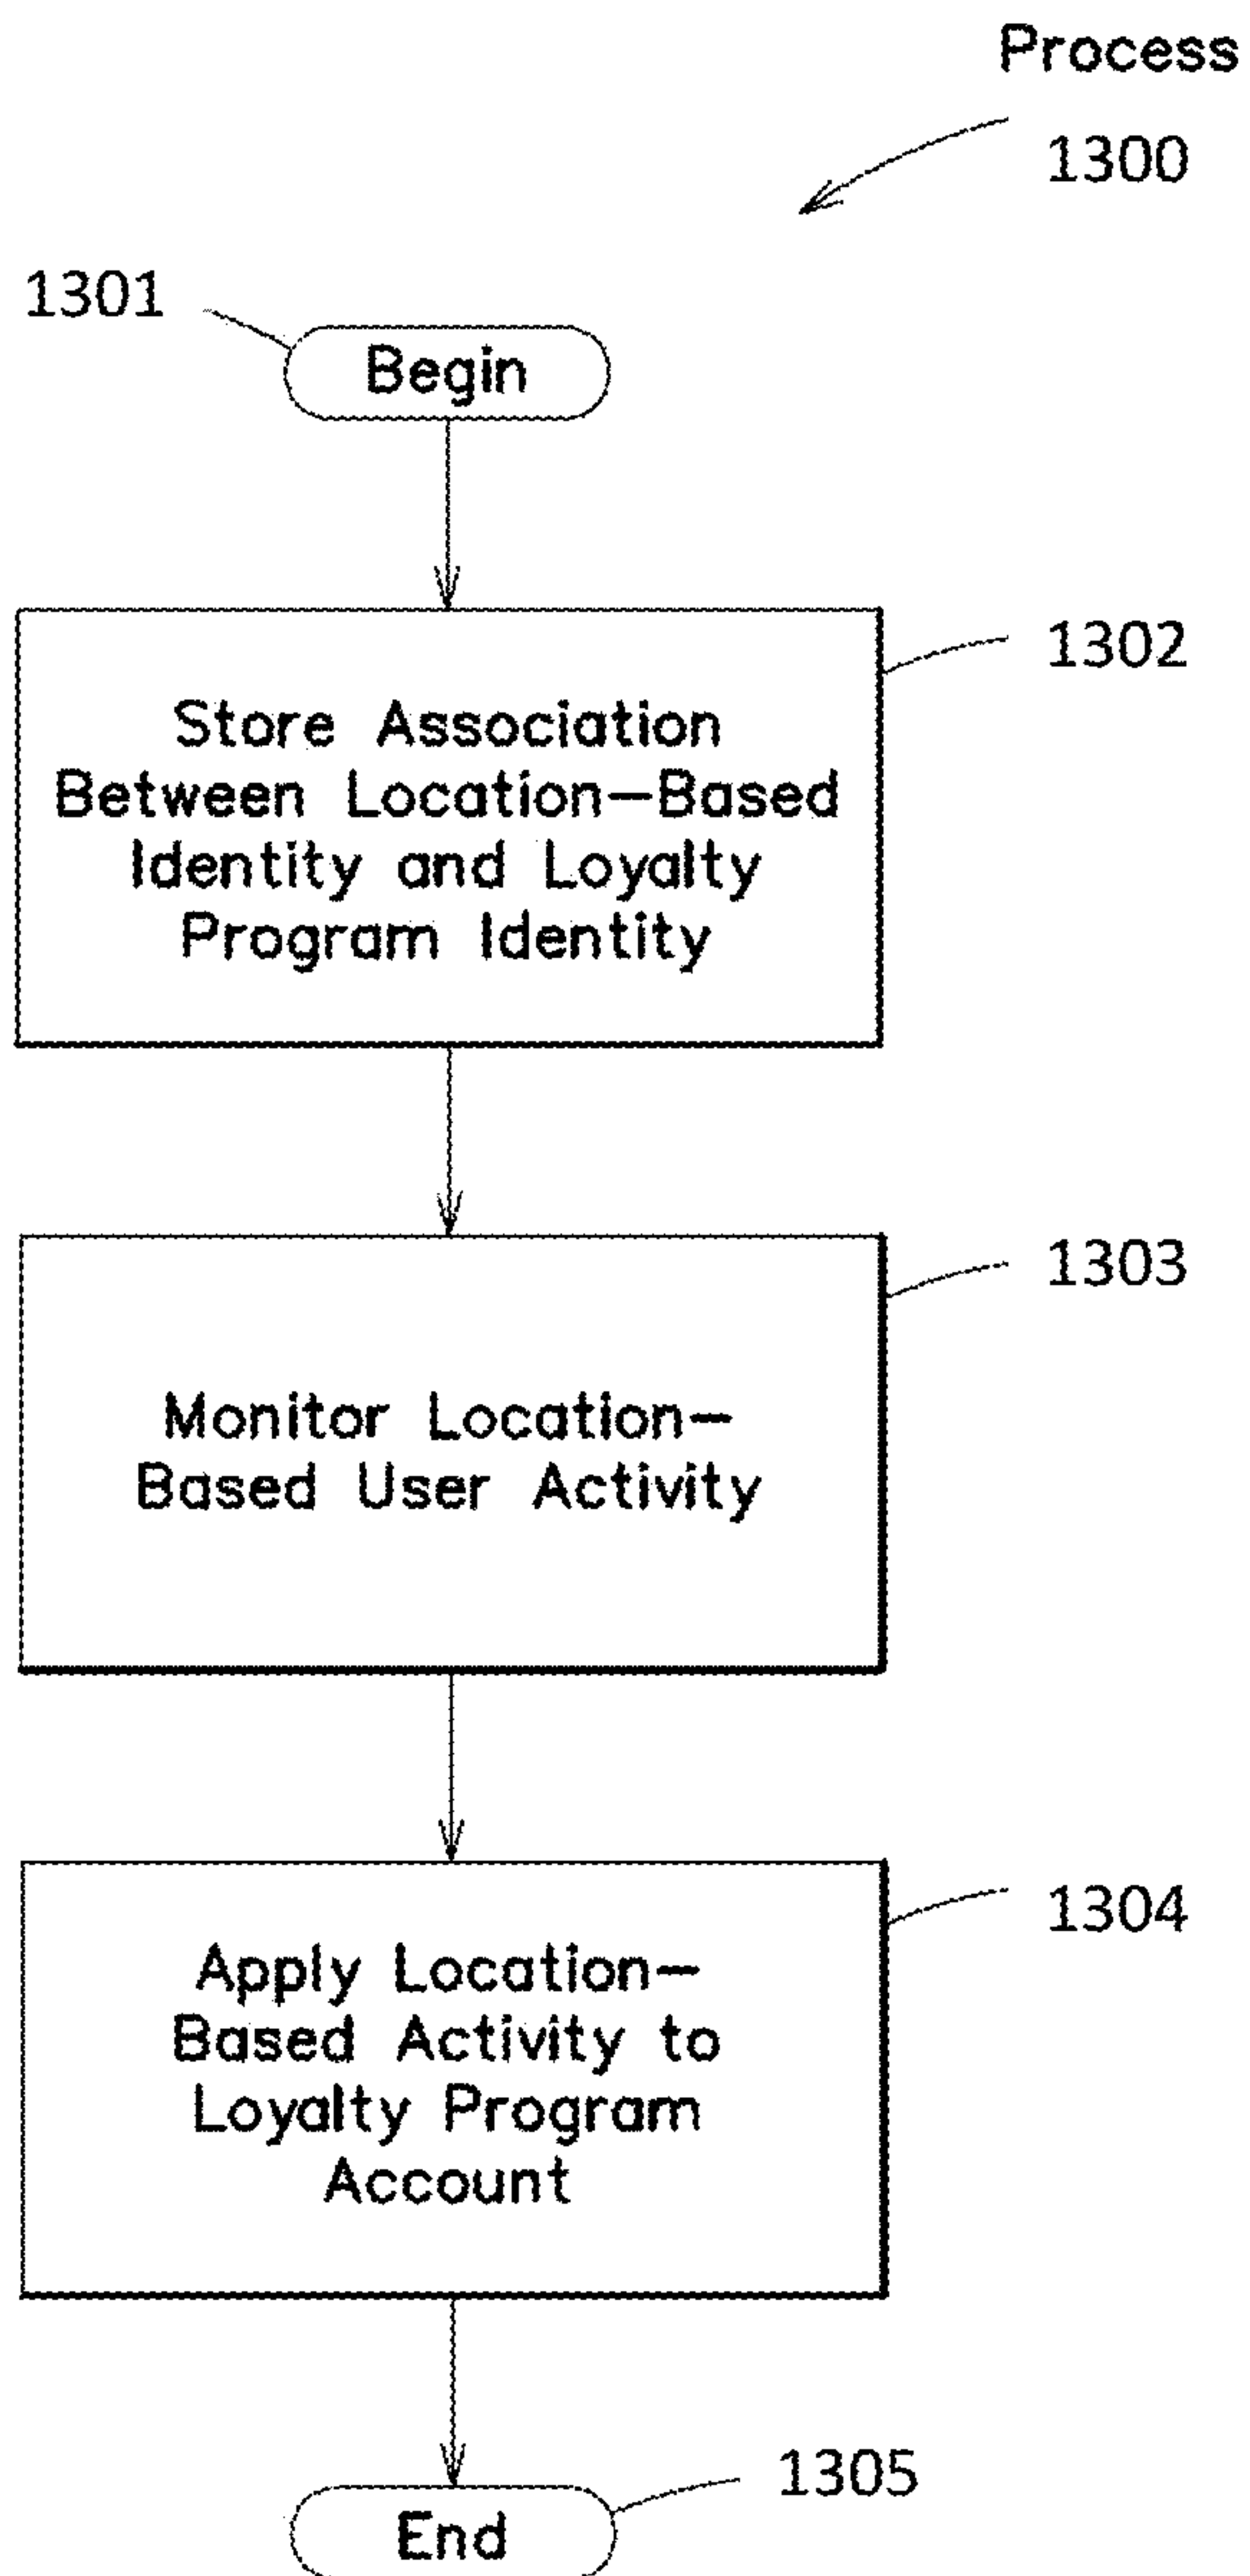 Process
1300
1301
Begin
1302
Store Association
Between Location-Based
Identity and Loyalty
Program Identity
1303
Monitor Location-
Based User Activity
1304
Apply Location-
Based Activity to
Loyalty Program
Account
1305
End